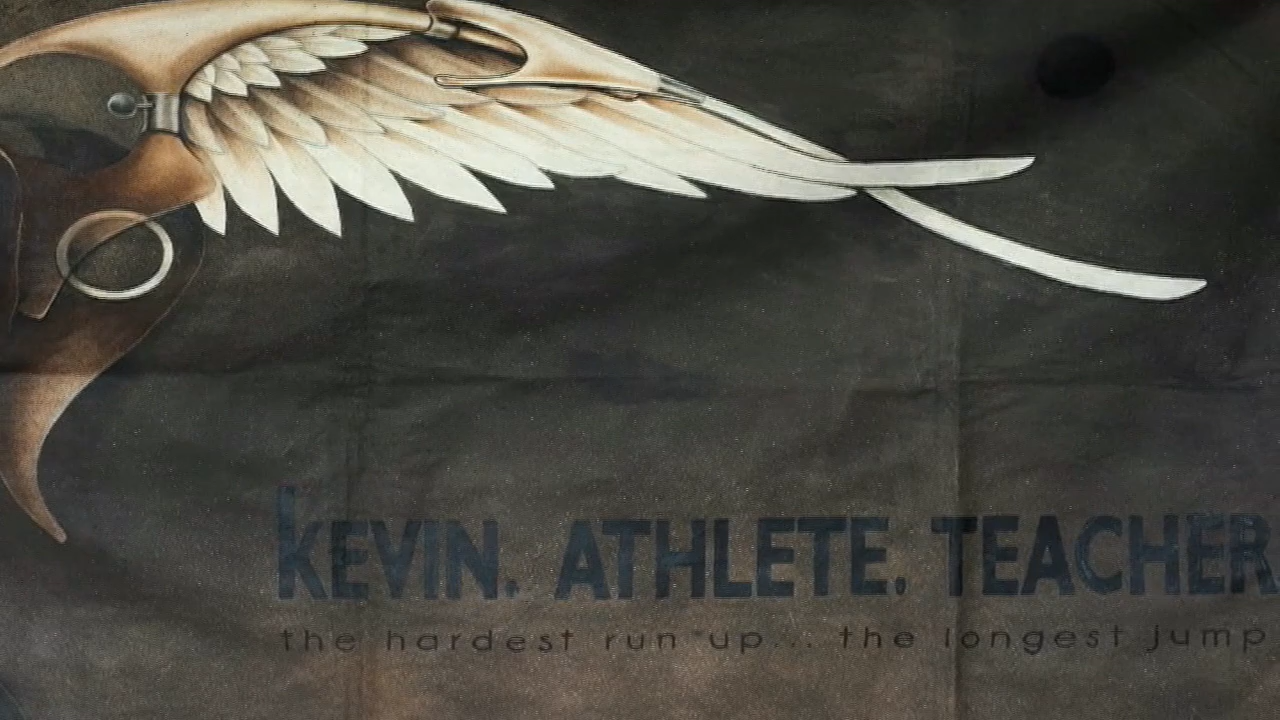 kEVIN. ATHLETE. TEACHER
the hardest run up... the longest jump.